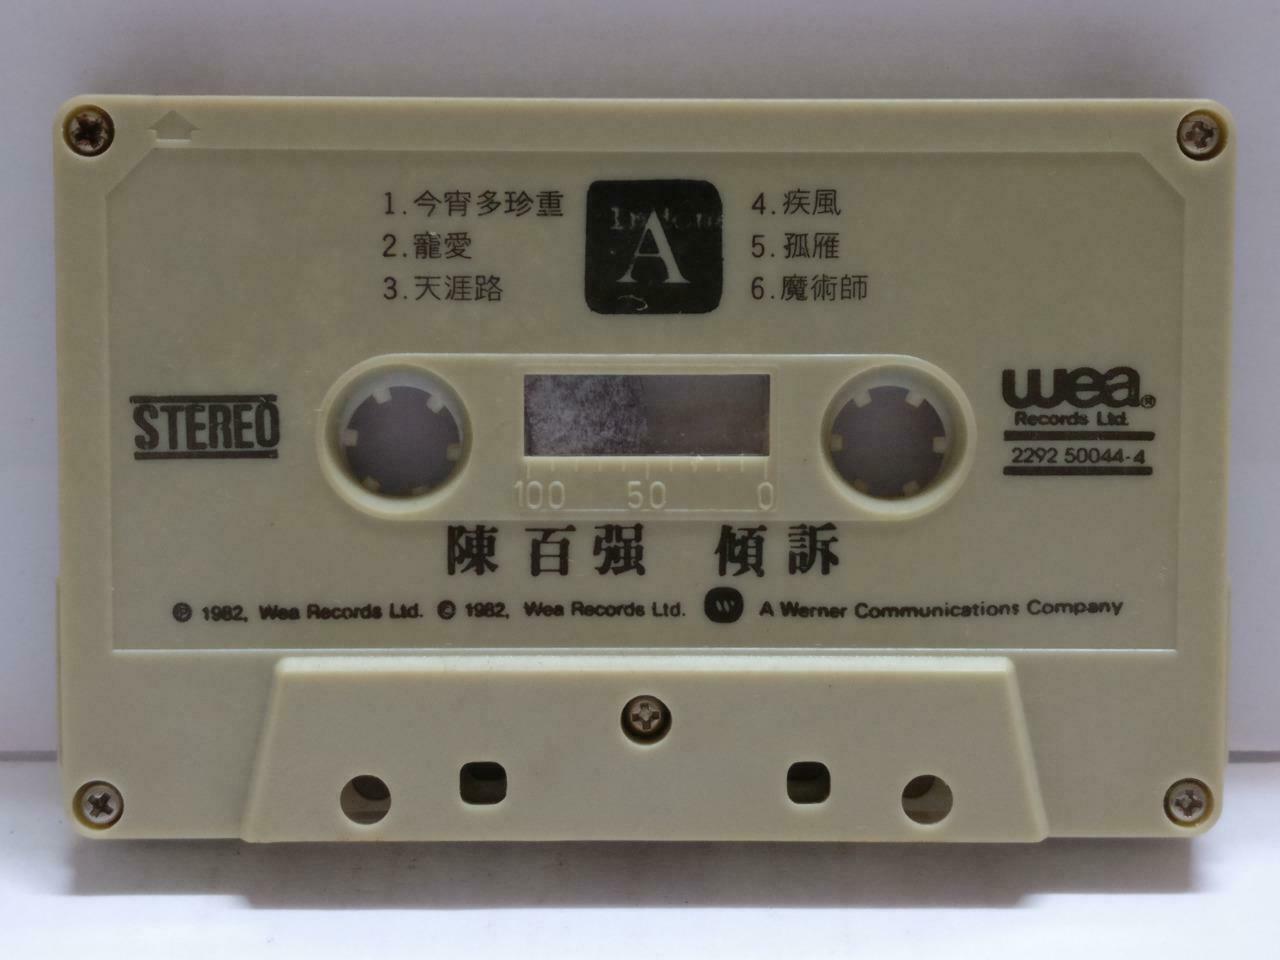 1.今宵多珍重
2.寵愛
3.天涯路
A
4.疾風
5.孤雁
6.魔術師
STEREO
wea®
Records Ltd.
2292 50044-4
100 50 0
陳百强 傾訴
℗ 1982, Wea Records Ltd. © 1982, Wea Records Ltd. W A Werner Communications Company